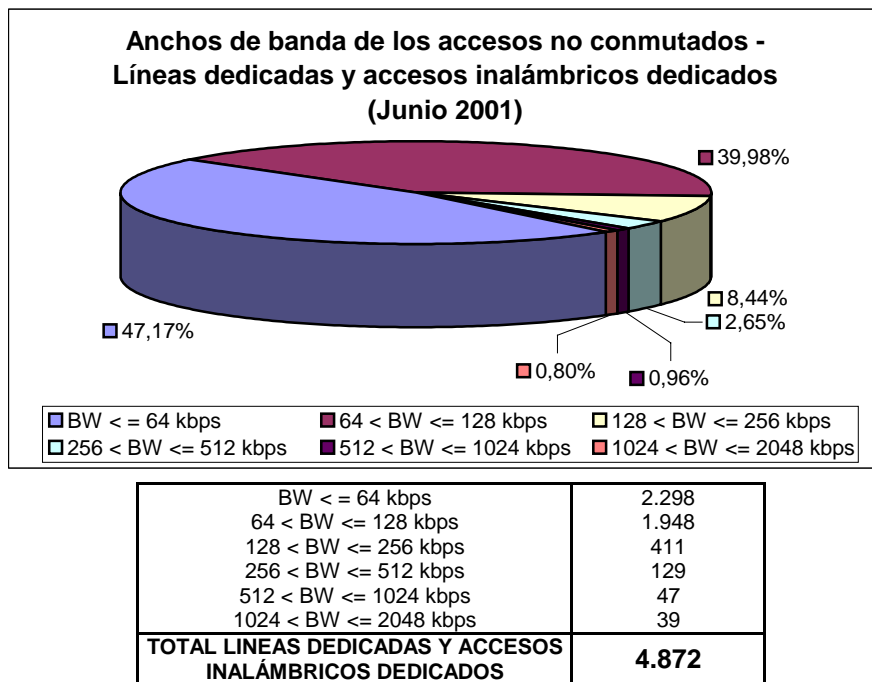 Anchos de banda de los accesos no conmutados -
Líneas dedicadas y accesos inalámbricos dedicados
(Junio 2001)
39,98%
8,44%
2,65%
47,17%
0,80%
0,96%
BW < = 64 kbps
64 < BW <= 128 kbps
128 < BW <= 256 kbps
256 < BW <= 512 kbps
512 < BW <= 1024 kbps
1024 < BW <= 2048 kbps
BW < = 64 kbps 2.298
64 < BW <= 128 kbps 1.948
128 < BW <= 256 kbps 411
256 < BW <= 512 kbps 129
512 < BW <= 1024 kbps 47
1024 < BW <= 2048 kbps 39
TOTAL LINEAS DEDICADAS Y ACCESOS
INALÁMBRICOS DEDICADOS 4.872